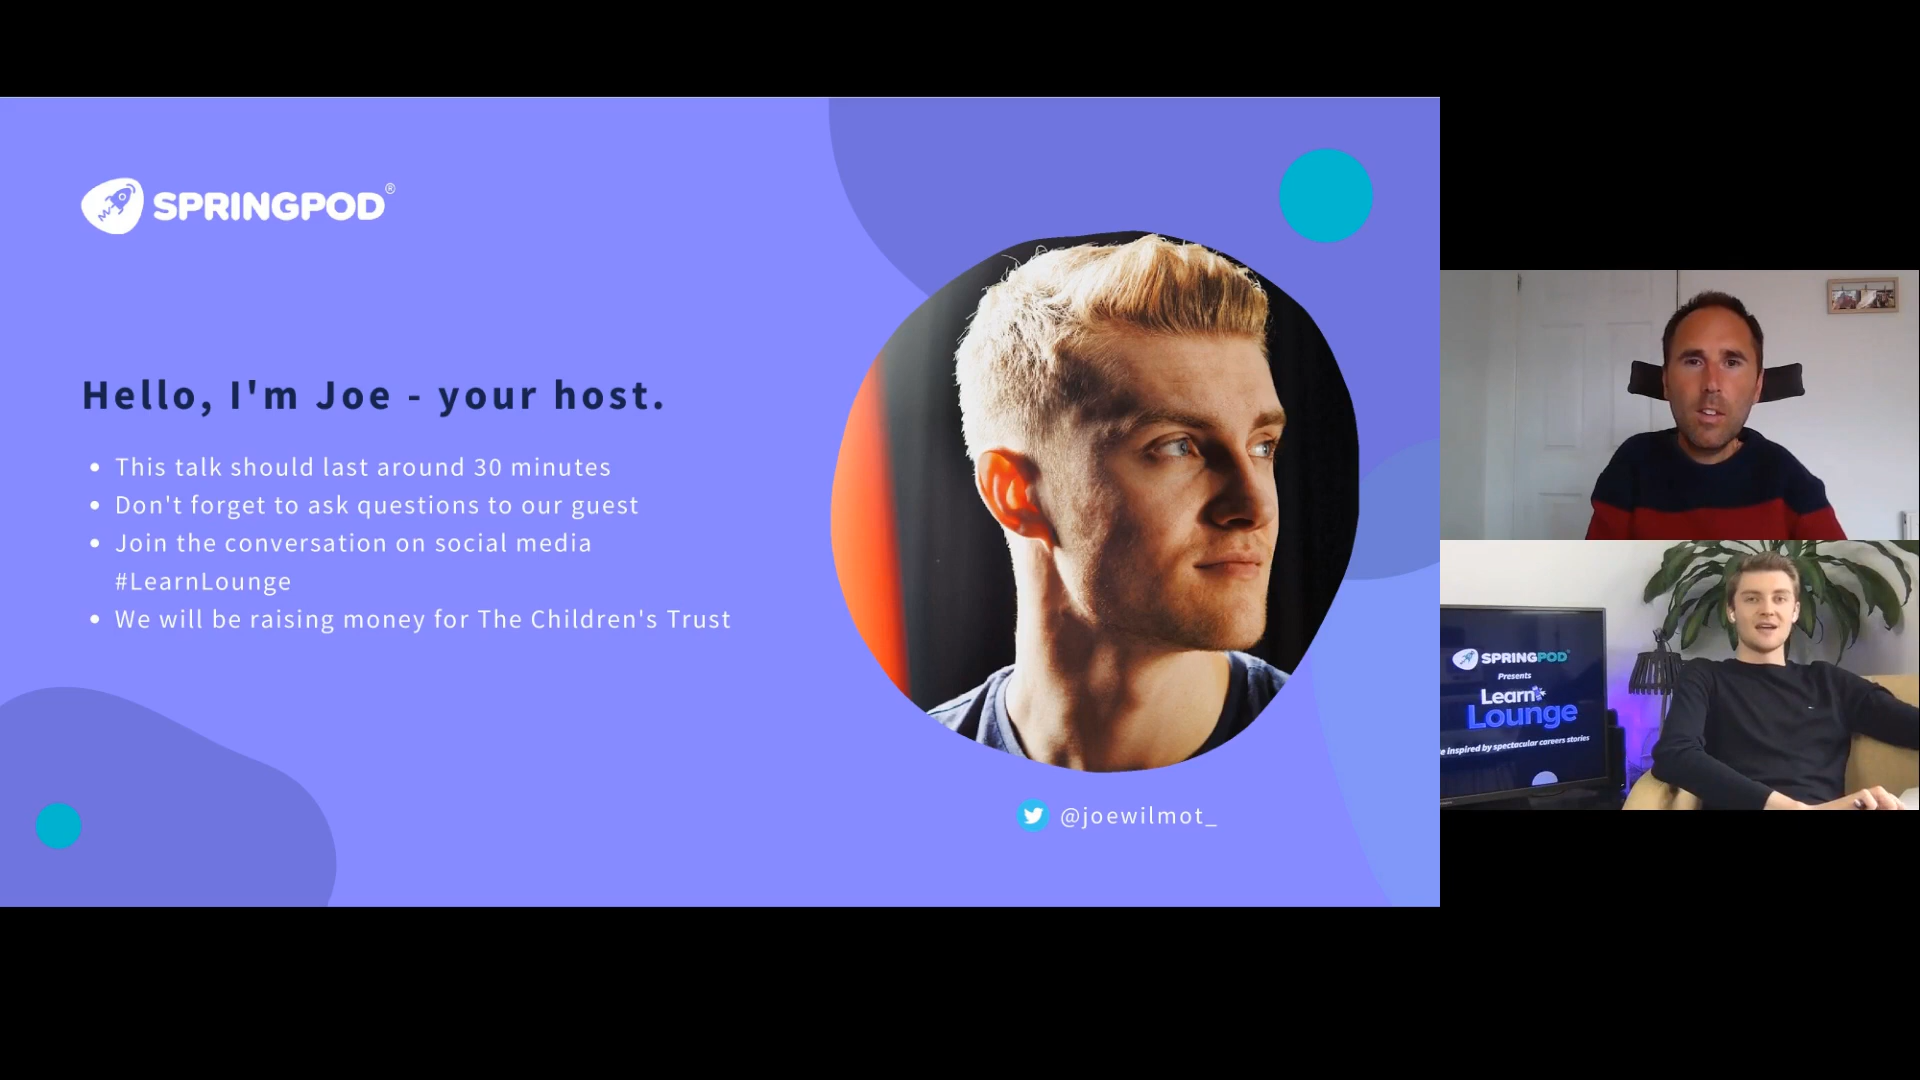 SPRINGPOD®
Hello, I'm Joe - your host.
• This talk should last around 30 minutes
• Don't forget to ask questions to our guest
• Join the conversation on social media
#LearnLounge
• We will be raising money for The Children's Trust
@joewilmot_
SPRINGPOD
Presents
Learn
Lounge
e inspired by spectacular careers stories